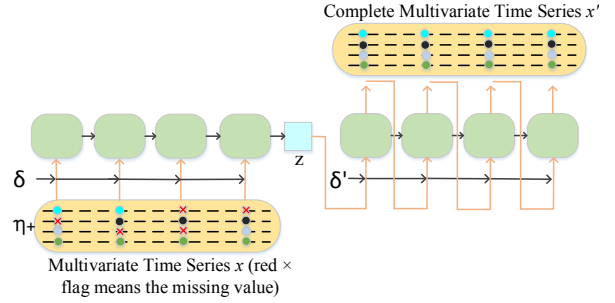 Complete Multivariate Time Series x'
z
δ
δ'
η+
Multivariate Time Series x (red ×
flag means the missing value)